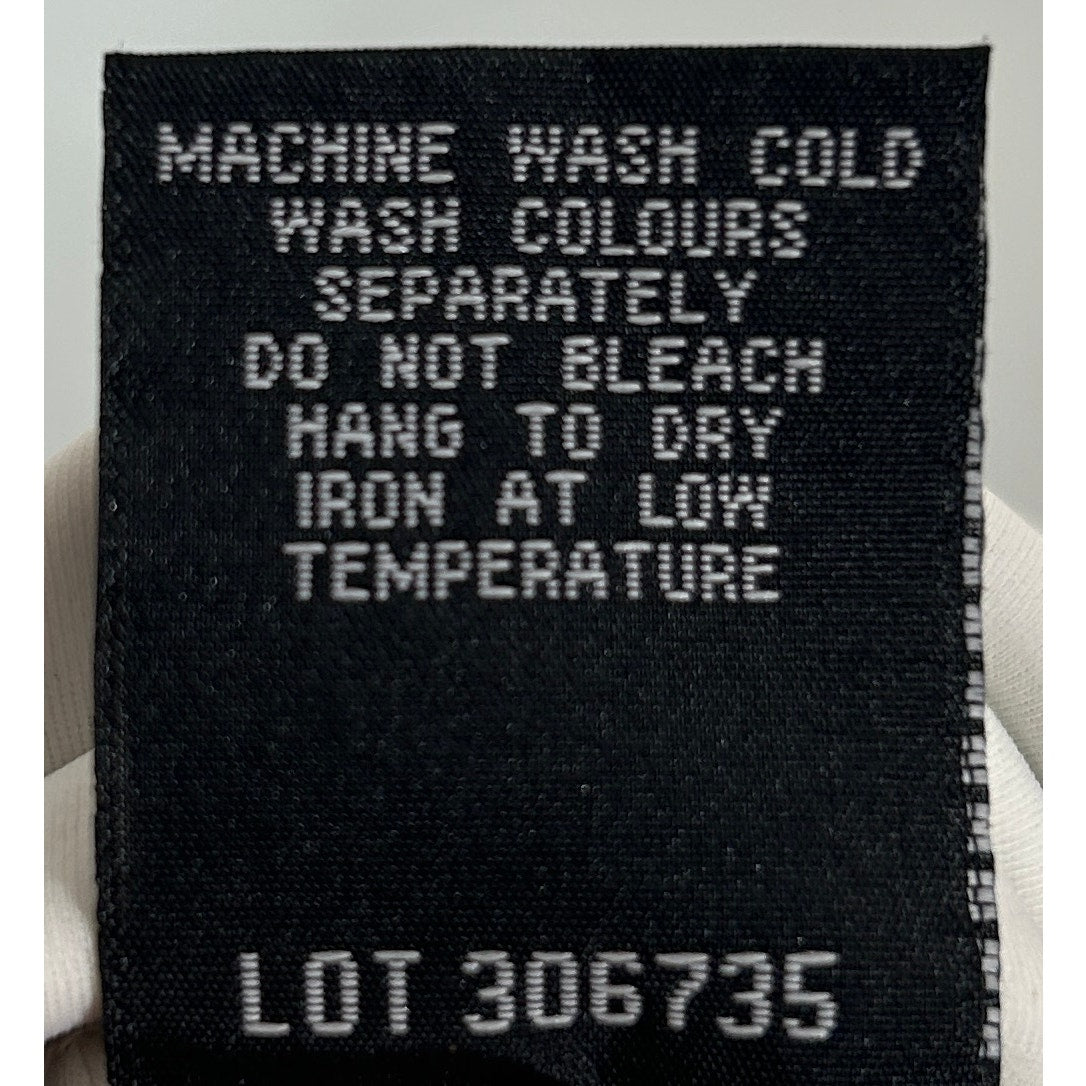 MACHINE WASH COLD
WASH COLOURS
SEPARATELY
DO NOT BLEACH
HANG TO DRY
IRON AT LOW
TEMPERATURE
LOT 306735